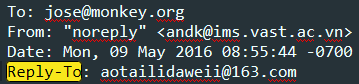 To: jose@monkey.org
From: "noreply" <andk@ims.vast.ac.vn>
Date: Mon, 09 May 2016 08:55:44 -0700
Reply-To: aotailidaweii@163.com